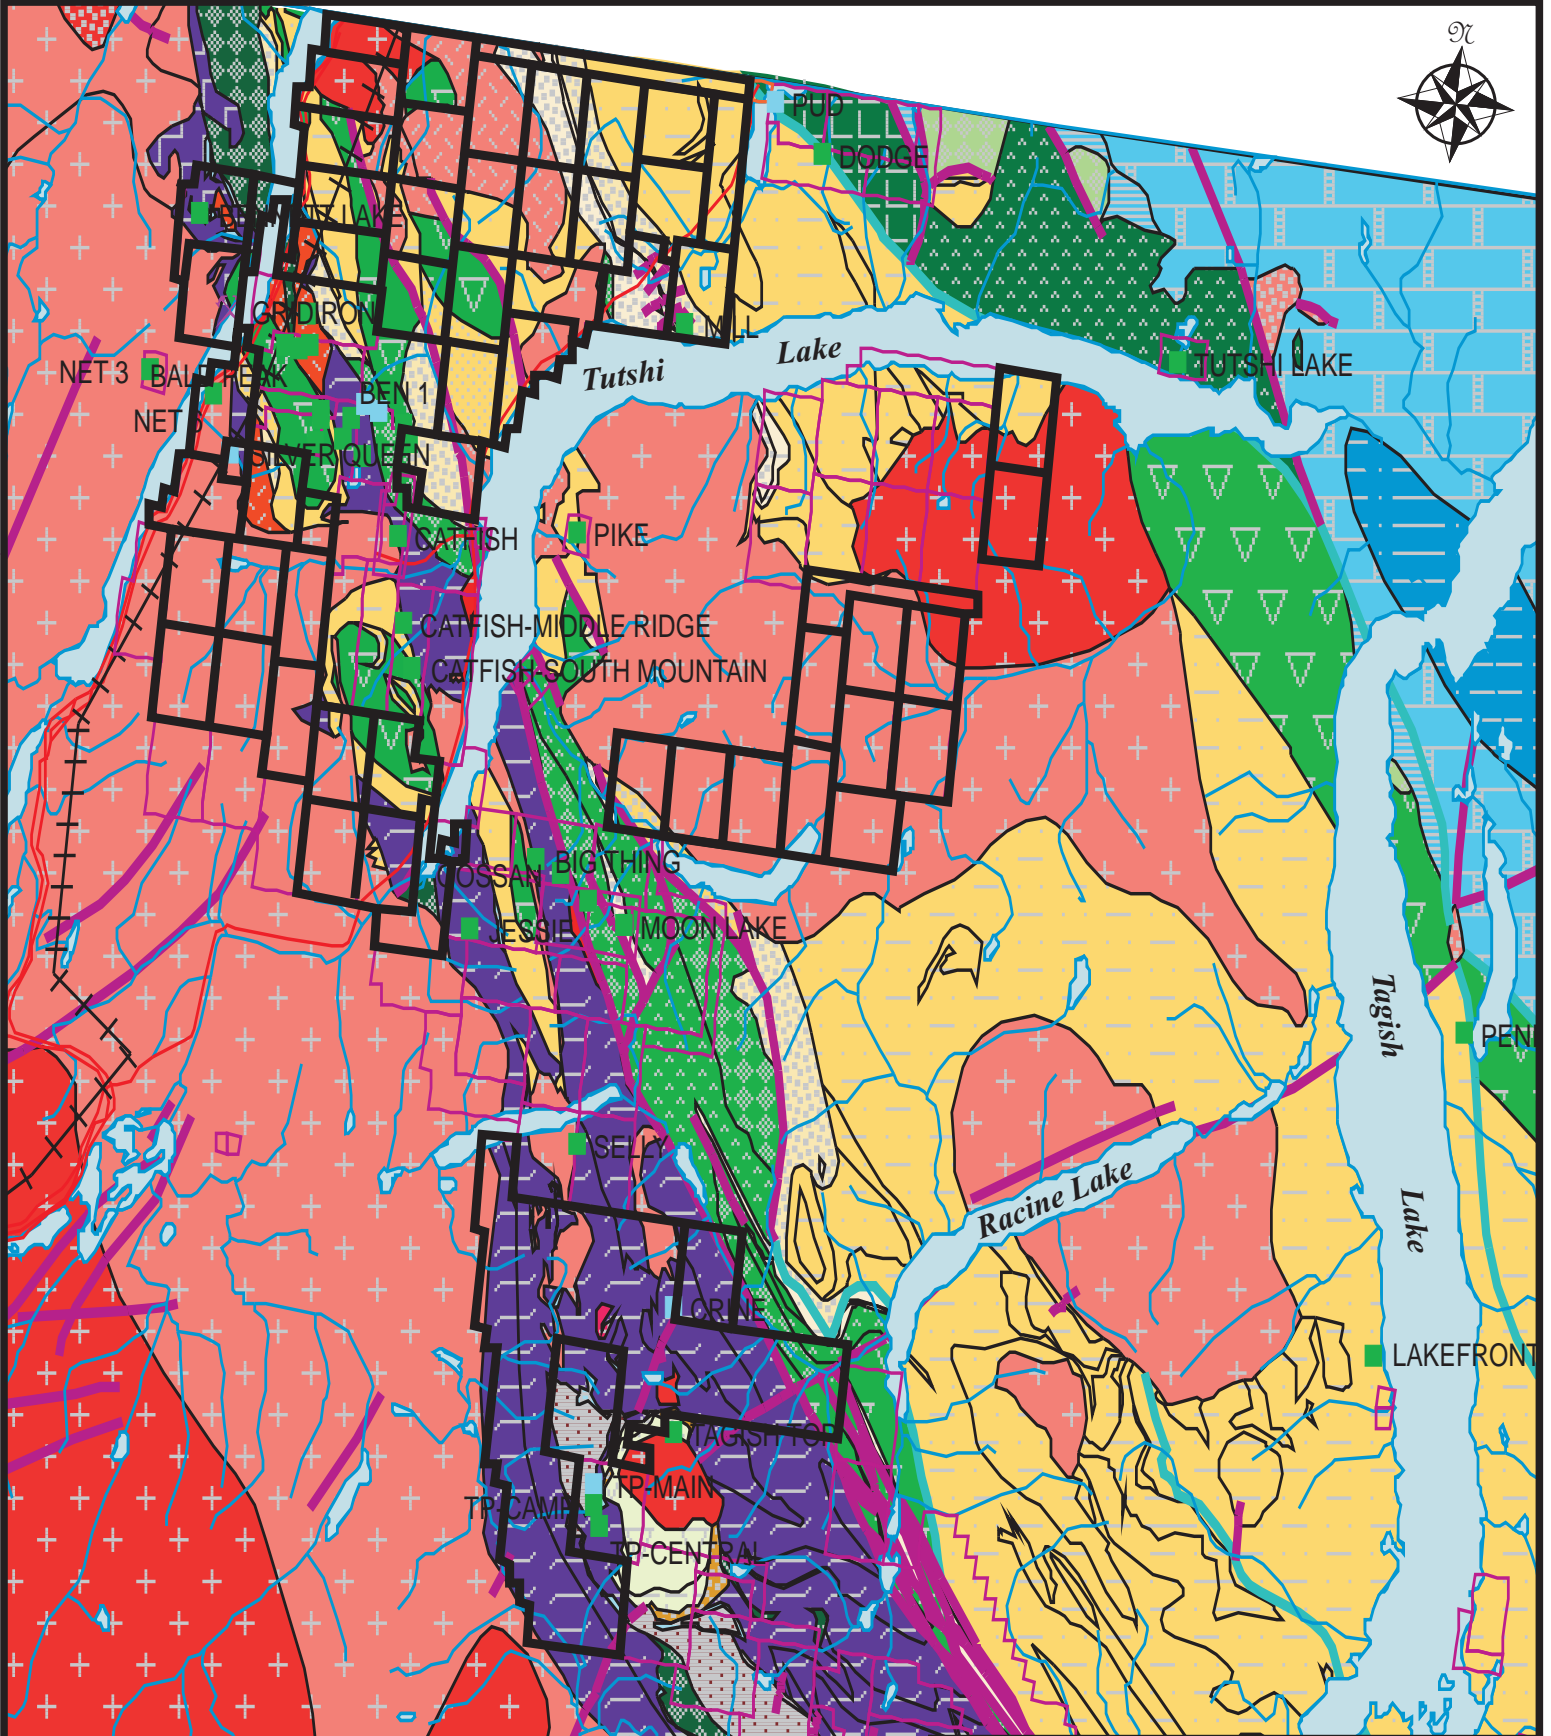 N
PUD
DODGE
BENNETT LAKE
GRIDIRON
MILL
Tutshi
Lake
TUTSHI LAKE
NET 3
BALD PEAK
BEN 1
NET
SILVER QUEEN
CATFISH
PIKE
CATFISH-MIDDLE RIDGE
CATFISH-SOUTH MOUNTAIN
BIG THING
GOSSAN
JESSIE
MOON LAKE
Tagish
PENI
SELLY
Racine Lake
Lake
CRINE
LAKEFRONT
TAGISH TOP
TP-MAIN
TP-CAMP
TP-CENTRAL